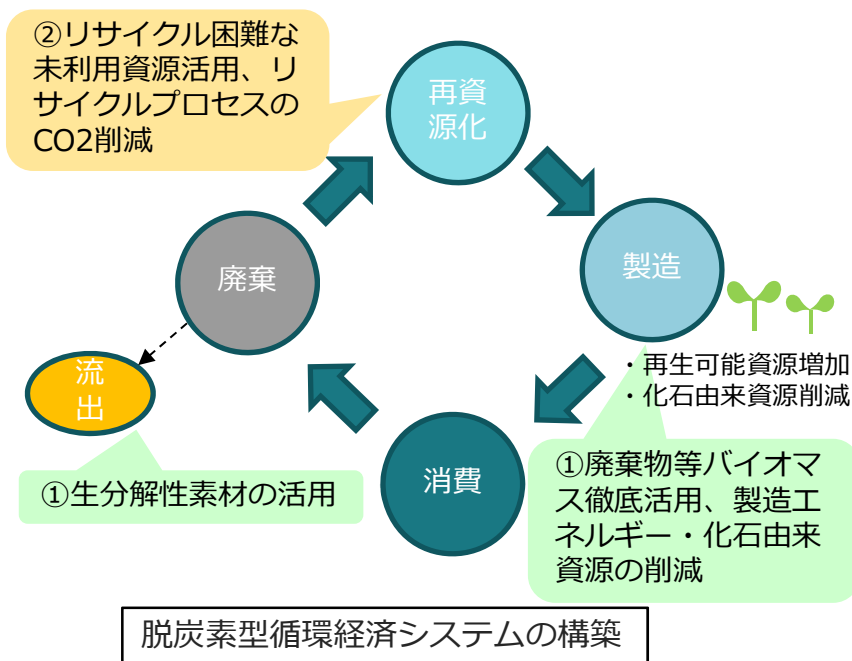 ②リサイクル困難な
未利用資源活用、リ
サイクルプロセスの
CO2削減
再資
源化
製造
・再生可能資源増加
・化石由来資源削減
①廃棄物等バイオマ
ス徹底活用、製造エ
ネルギー・化石由来
資源の削減
消費
廃棄
流
出
①生分解性素材の活用
脱炭素型循環経済システムの構築